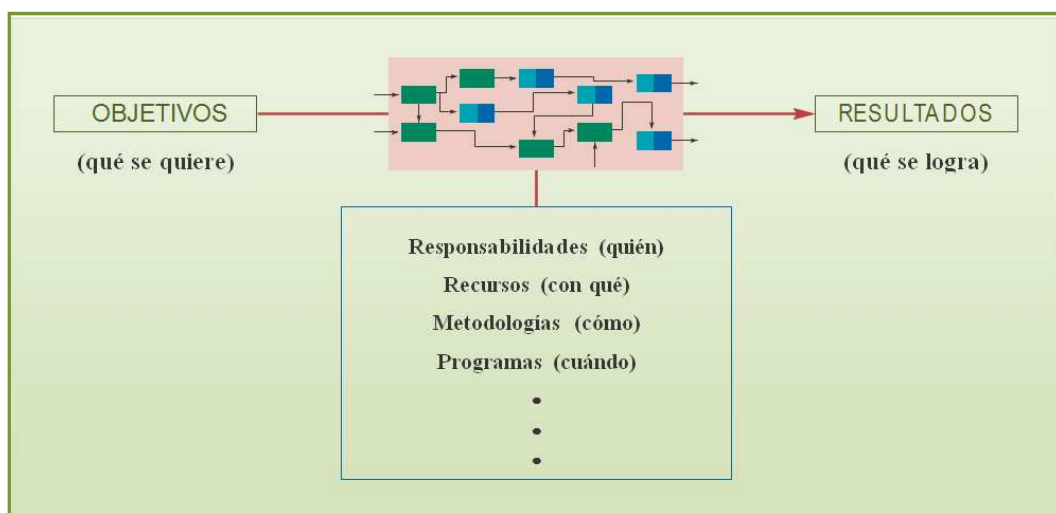 OBJETIVOS
(qué se quiere)
RESULTADOS
(qué se logra)
Responsabilidades (quién)
Recursos (con qué)
Metodologías (cómo)
Programas (cuándo)
•
•
•